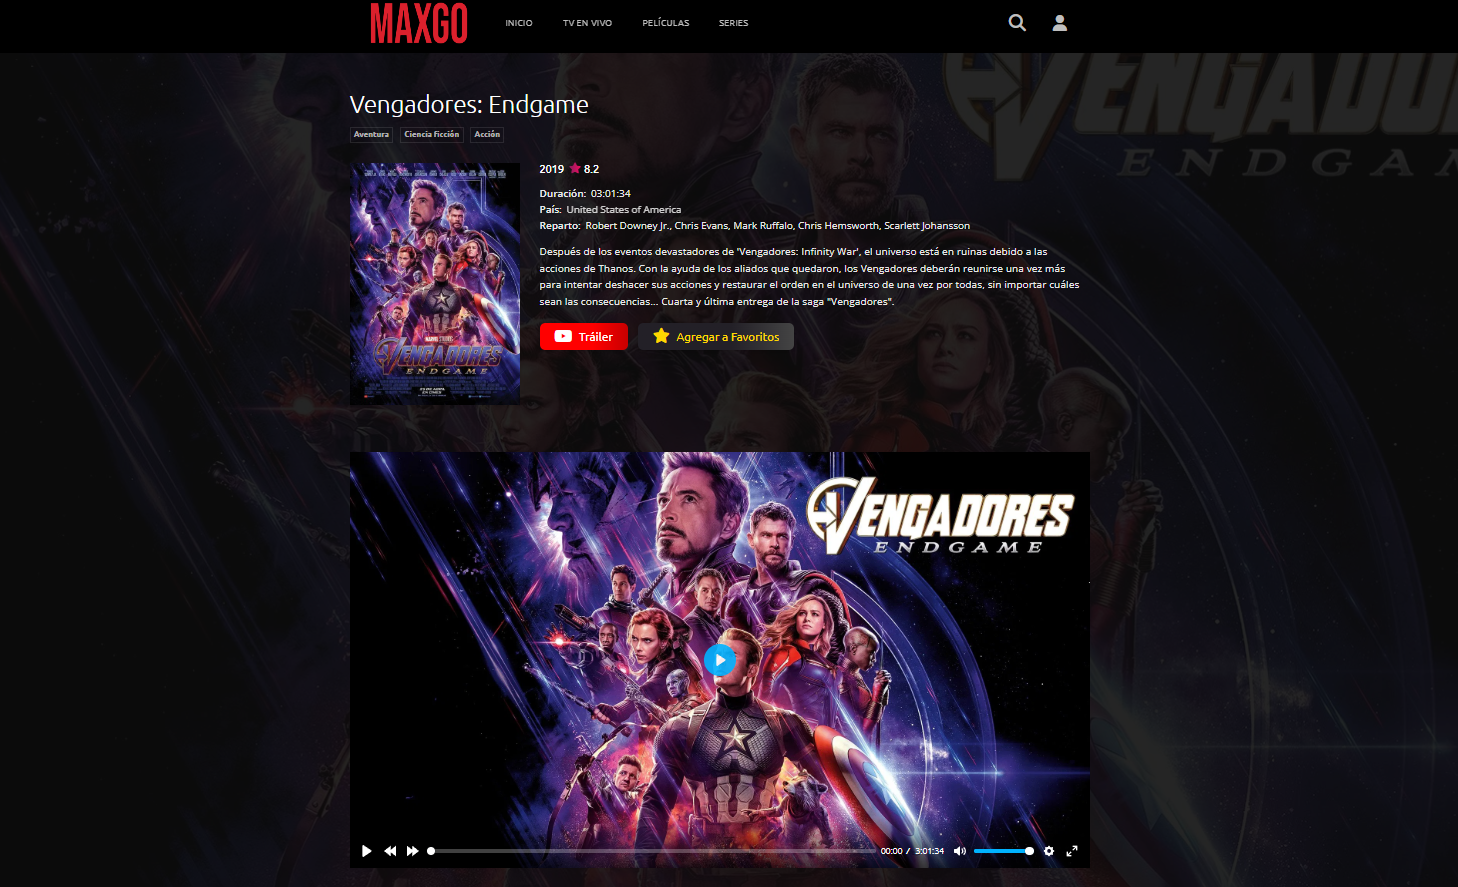 MAXGO
INICIO TV EN VIVO PELÍCULAS SERIES
VENGADORES
ENDGAME
Vengadores: Endgame
Aventura Ciencia Ficción Acción
2019 8.2
Duración: 03:01:34
País: United States of America
Reparto: Robert Downey Jr., Chris Evans, Mark Ruffalo, Chris Hemsworth, Scarlett Johansson
Después de los eventos devastadores de 'Vengadores: Infinity War', el universo está en ruinas debido a las
acciones de Thanos. Con la ayuda de los aliados que quedaron, los Vengadores deberán reunirse una vez más
para intentar deshacer sus acciones y restaurar el orden en el universo de una vez por todas, sin importar cuáles
sean las consecuencias... Cuarta y última entrega de la saga "Vengadores".
Tráiler Agregar a Favoritos
MARVEL STUDIOS
VENGADORES
ENDGAME
VENGADORES
ENDGAME
00:00 / 3:01:34